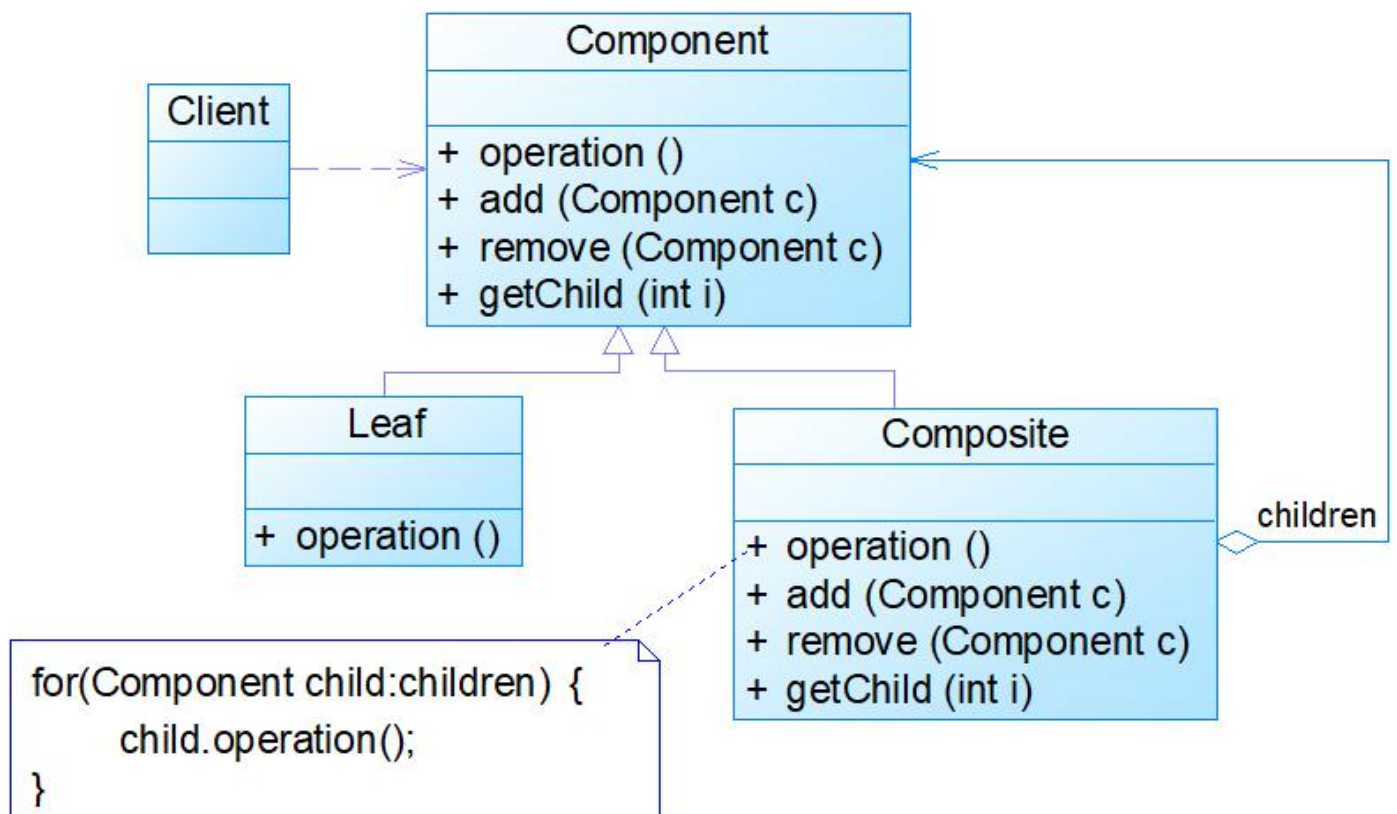 Component
Client
+ operation ()
+ add (Component c)
+ remove (Component c)
+ getChild (int i)
Leaf
+ operation ()
Composite
+ operation ()
+ add (Component c)
+ remove (Component c)
+ getChild (int i)
children
for(Component child:children) {
child.operation();
}